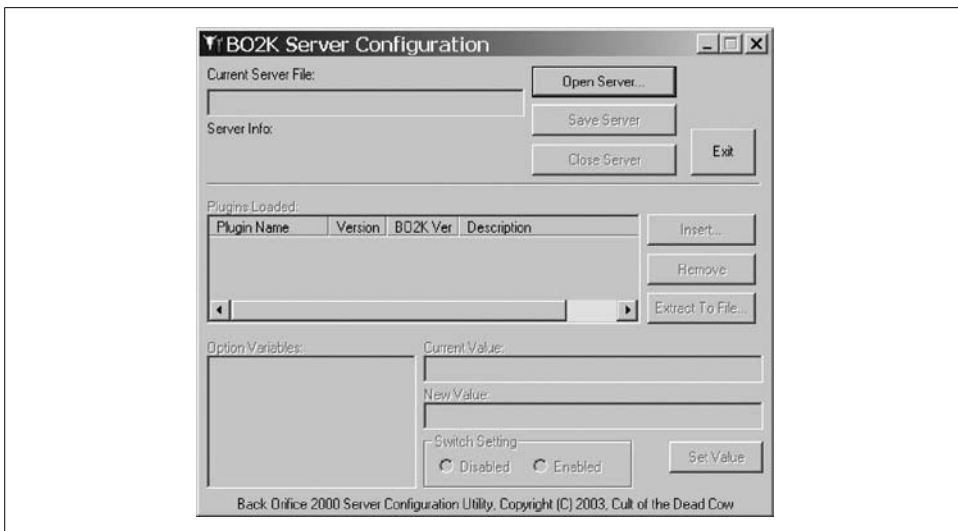 BO2K Server Configuration
Current Server File:
Open Server...
Save Server
Server Info:
Close Server
Exit
Plugins Loaded:
Plugin Name Version BO2K Ver Description
Insert...
Remove
Extract To File...
Option Variables:
Current Value:
New Value:
Switch Setting
Disabled Enabled
Set Value
Back Orifice 2000 Server Configuration Utility, Copyright (C) 2003, Cult of the Dead Cow